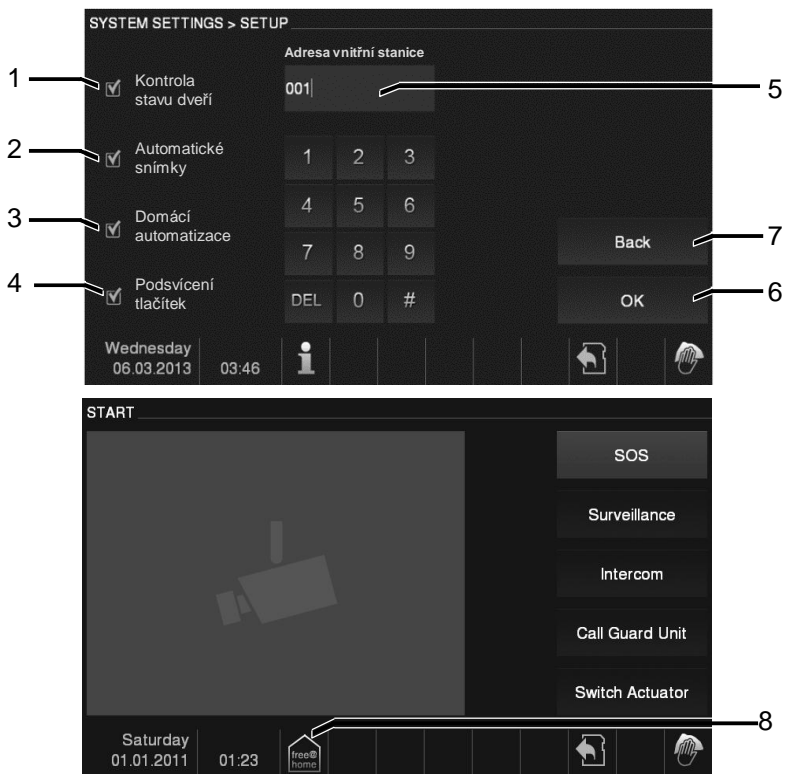 SYSTEM SETTINGS > SETUP
Adresa vnitřní stanice
1
Kontrola
stavu dveří
001
5
2
Automatické
snímky
1 2 3
3
Domácí
automatizace
4 5 6
Back
7
7 8 9
4
Podsvícení
tlačítek
DEL 0 #
OK
6
Wednesday
06.03.2013 03:46
START
SOS
Surveillance
Intercom
Call Guard Unit
Switch Actuator
8
Saturday
01.01.2011 01:23
free@
home